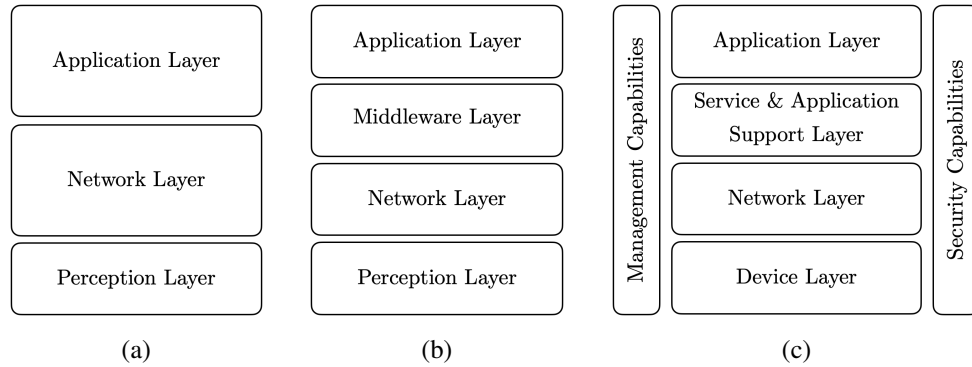 Application Layer
Network Layer
Perception Layer
(a)
Application Layer
Middleware Layer
Network Layer
Perception Layer
(b)
Management Capabilities
Application Layer
Service & Application
Support Layer
Network Layer
Device Layer
Security Capabilities
(c)